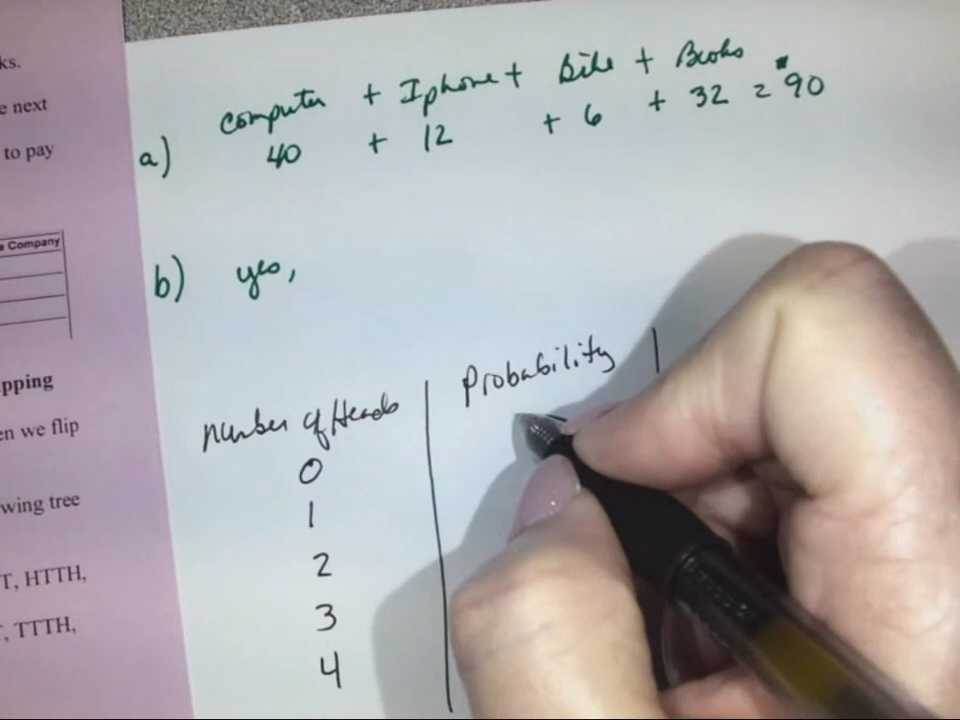 ks.
e next
to pay
e Company
pping
en we flip
wing tree
T, HTTH,
, TTTH,
Computer + Iphone + Bike + Books
a) 40 + 12 + 6 + 32 = 90
b) yes,
Number of Heads Probability
0
1
2
3
4